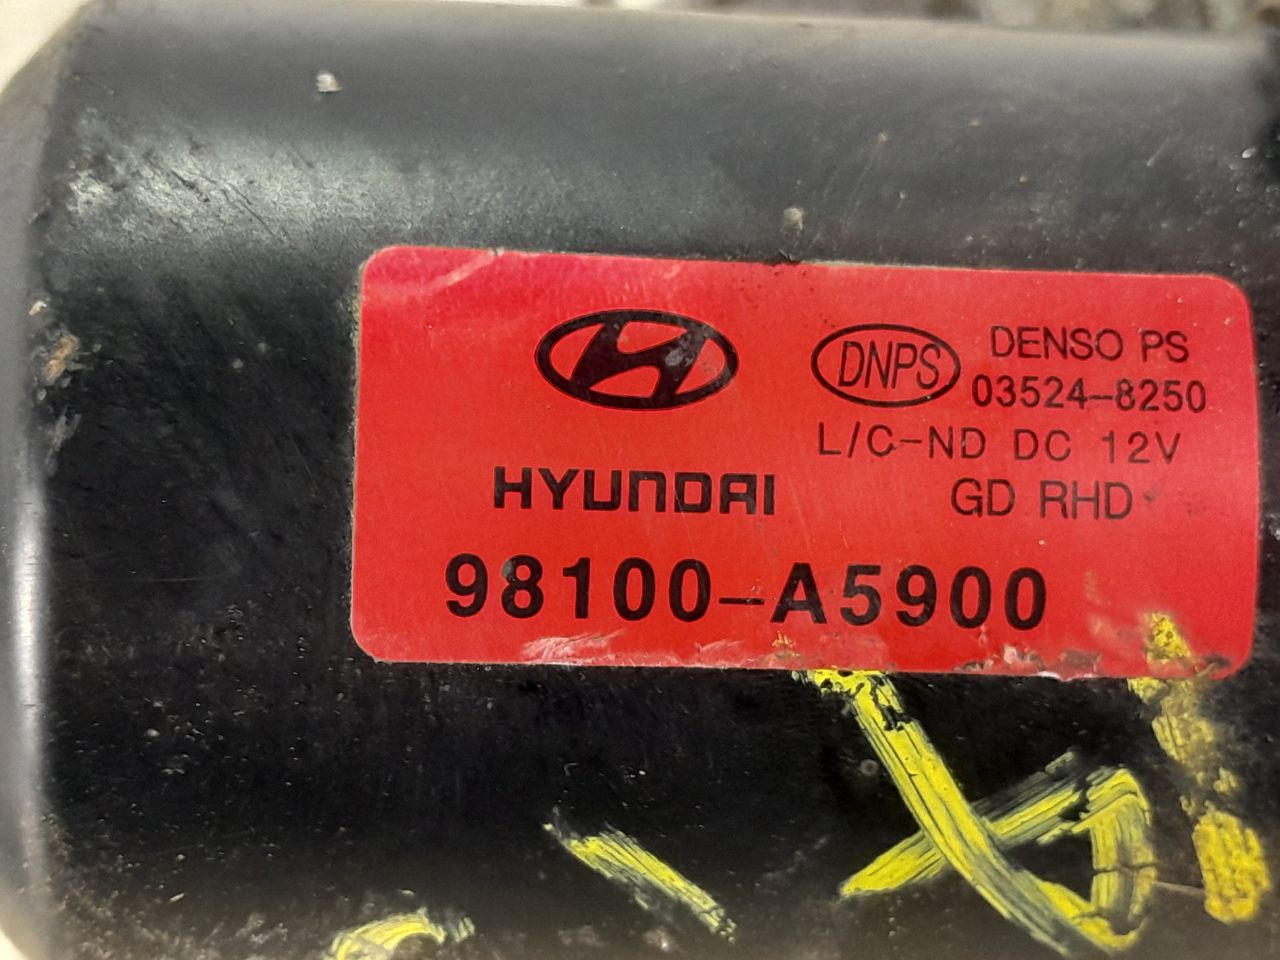 HYUNDAI
98100-A5900
DNPS
DENSO PS
03524-8250
L/C-ND DC 12V
GD RHD